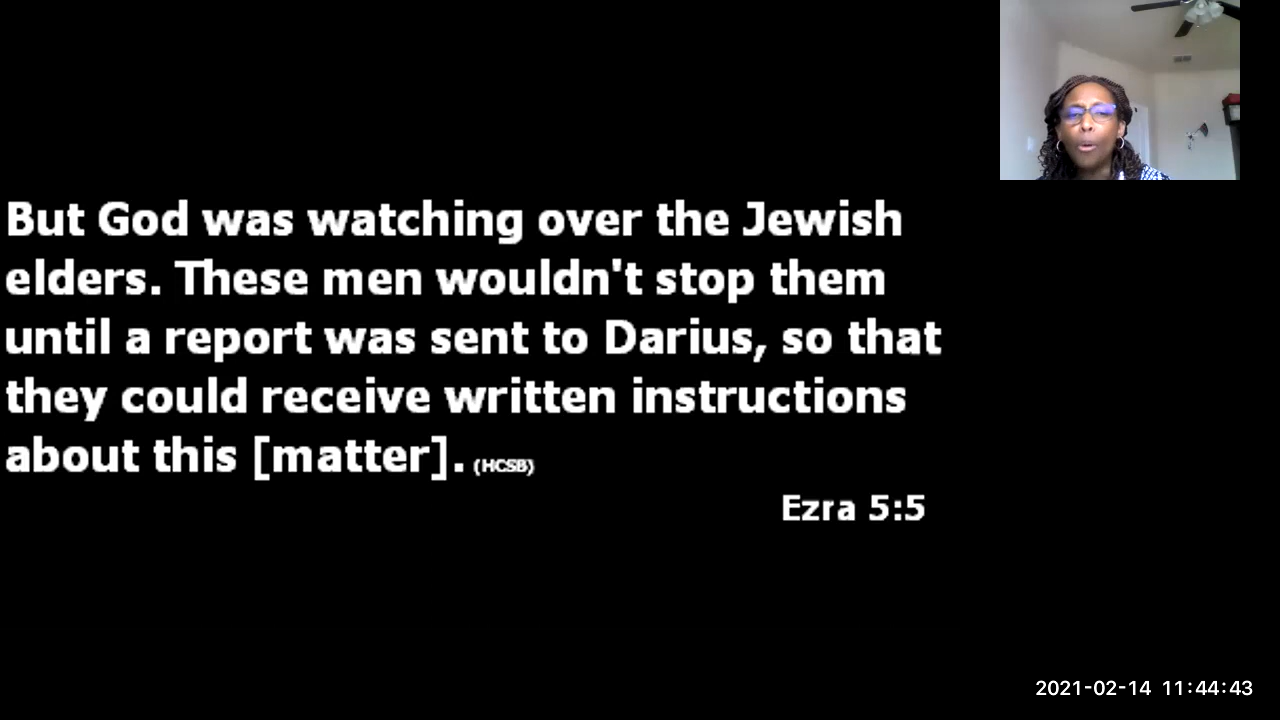 But God was watching over the Jewish
elders. These men wouldn't stop them
until a report was sent to Darius, so that
they could receive written instructions
about this [matter]. (HCSB)
Ezra 5:5
2021-02-14 11:44:43